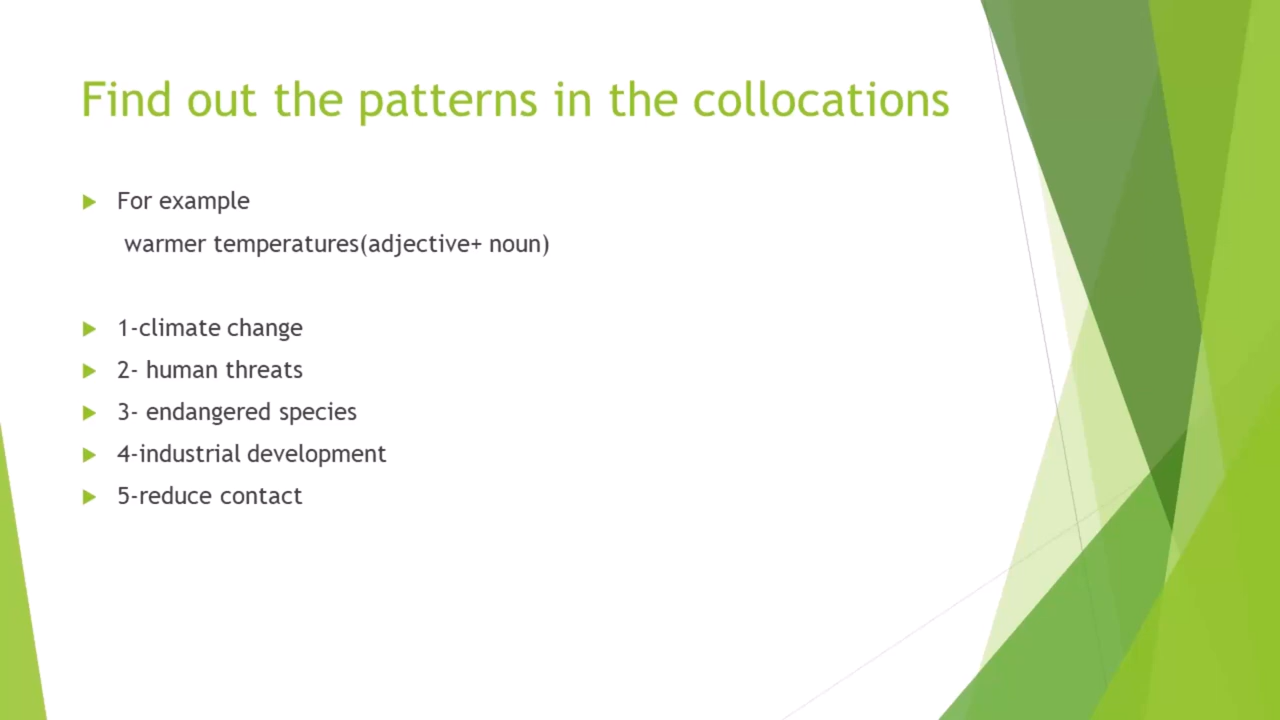 Find out the patterns in the collocations
For example
warmer temperatures(adjective+ noun)
1-climate change
2- human threats
3- endangered species
4-industrial development
5-reduce contact